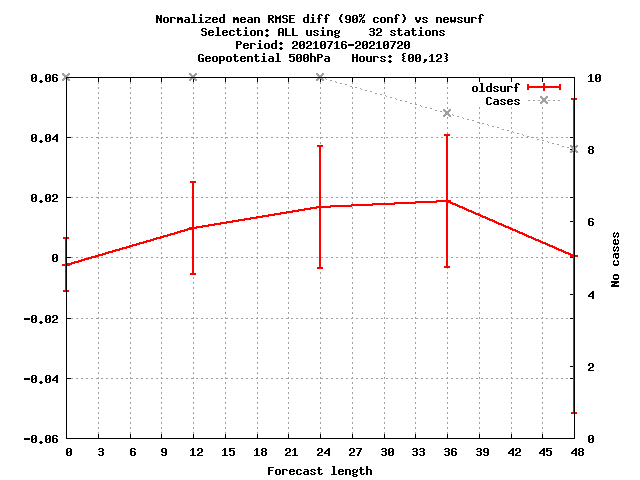 Normalized mean RMSE diff (90% conf) vs newsurf
Selection: ALL using    32 stations
Period: 20210716-20210720
Geopotential 500hPa   Hours: {00,12}
oldsurf
Cases
0.06
0.04
0.02
0
-0.02
-0.04
-0.06
10
8
6
4
2
0
No cases
0 3 6 9 12 15 18 21 24 27 30 33 36 39 42 45 48
Forecast length